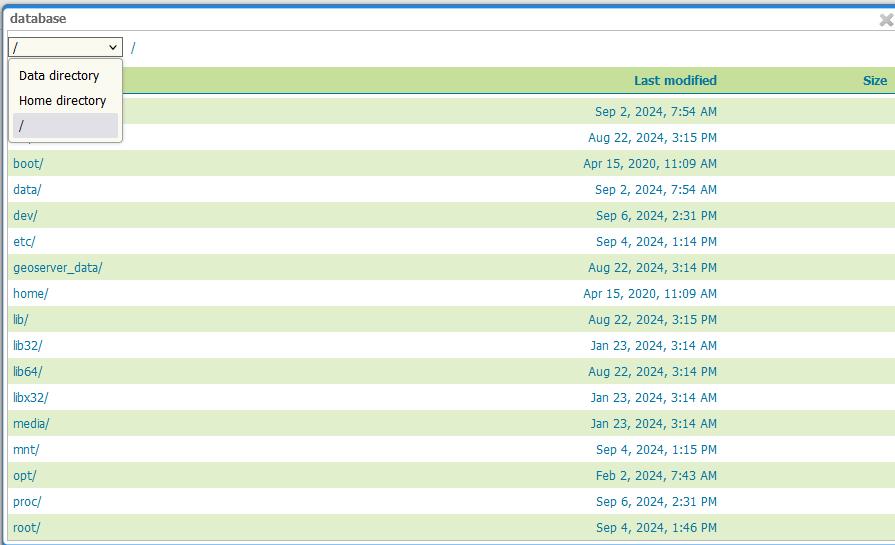 database
/ /
Data directory
Home directory
/
Last modified Size
Sep 2, 2024, 7:54 AM
Aug 22, 2024, 3:15 PM
boot/ Apr 15, 2020, 11:09 AM
data/ Sep 2, 2024, 7:54 AM
dev/ Sep 6, 2024, 2:31 PM
etc/ Sep 4, 2024, 1:14 PM
geoserver_data/ Aug 22, 2024, 3:14 PM
home/ Apr 15, 2020, 11:09 AM
lib/ Aug 22, 2024, 3:15 PM
lib32/ Jan 23, 2024, 3:14 AM
lib64/ Aug 22, 2024, 3:14 PM
libx32/ Jan 23, 2024, 3:14 AM
media/ Jan 23, 2024, 3:14 AM
mnt/ Sep 4, 2024, 1:15 PM
opt/ Feb 2, 2024, 7:43 AM
proc/ Sep 6, 2024, 2:31 PM
root/ Sep 4, 2024, 1:46 PM